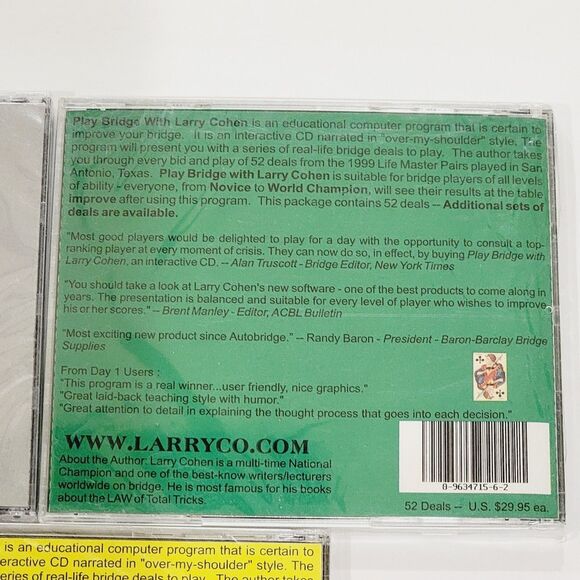 Play Bridge With Larry Cohen is an educational computer program that is certain to
improve your bridge. It is an interactive CD narrated in "over-my-shoulder" style. The
program will present you with a series of real-life bridge deals to play. The author takes
you through every bid and play of 52 deals from the 1999 Life Master Pairs played in San
Antonio, Texas. Play Bridge with Larry Cohen is suitable for bridge players of all levels
of ability - everyone, from Novice to World Champion, will see their results at the table
improve after using this program. This package contains 52 deals -- Additional sets of
deals are available.
"Most good players would be delighted to play for a day with the opportunity to consult a top-
ranking player at every moment of crisis. They can now do so, in effect, by buying Play Bridge with
Larry Cohen, an interactive CD. -- Alan Truscott - Bridge Editor, New York Times
"You should take a look at Larry Cohen's new software - one of the best products to come along in
years. The presentation is balanced and suitable for every level of player who wishes to improve
his or her scores." -- Brent Manley - Editor, ACBL Bulletin
"Most exciting new product since Autobridge." -- Randy Baron - President - Baron-Barclay Bridge
Supplies
From Day 1 Users :
"This program is a real winner...user friendly, nice graphics."
"Great laid-back teaching style with humor."
"Great attention to detail in explaining the thought process that goes into each decision."
WWW.LARRYCO.COM
About the Author: Larry Cohen is a multi-time National
Champion and one of the best-know writers/lecturers
worldwide on bridge. He is most famous for his books
about the LAW of Total Tricks.
0-9634715-6-2
52 Deals -- U.S. $29.95 ea.
is an educational computer program that is certain to
eractive CD narrated in "over-my-shoulder" style. The
eries of real-life bridge deals to play. The author takes